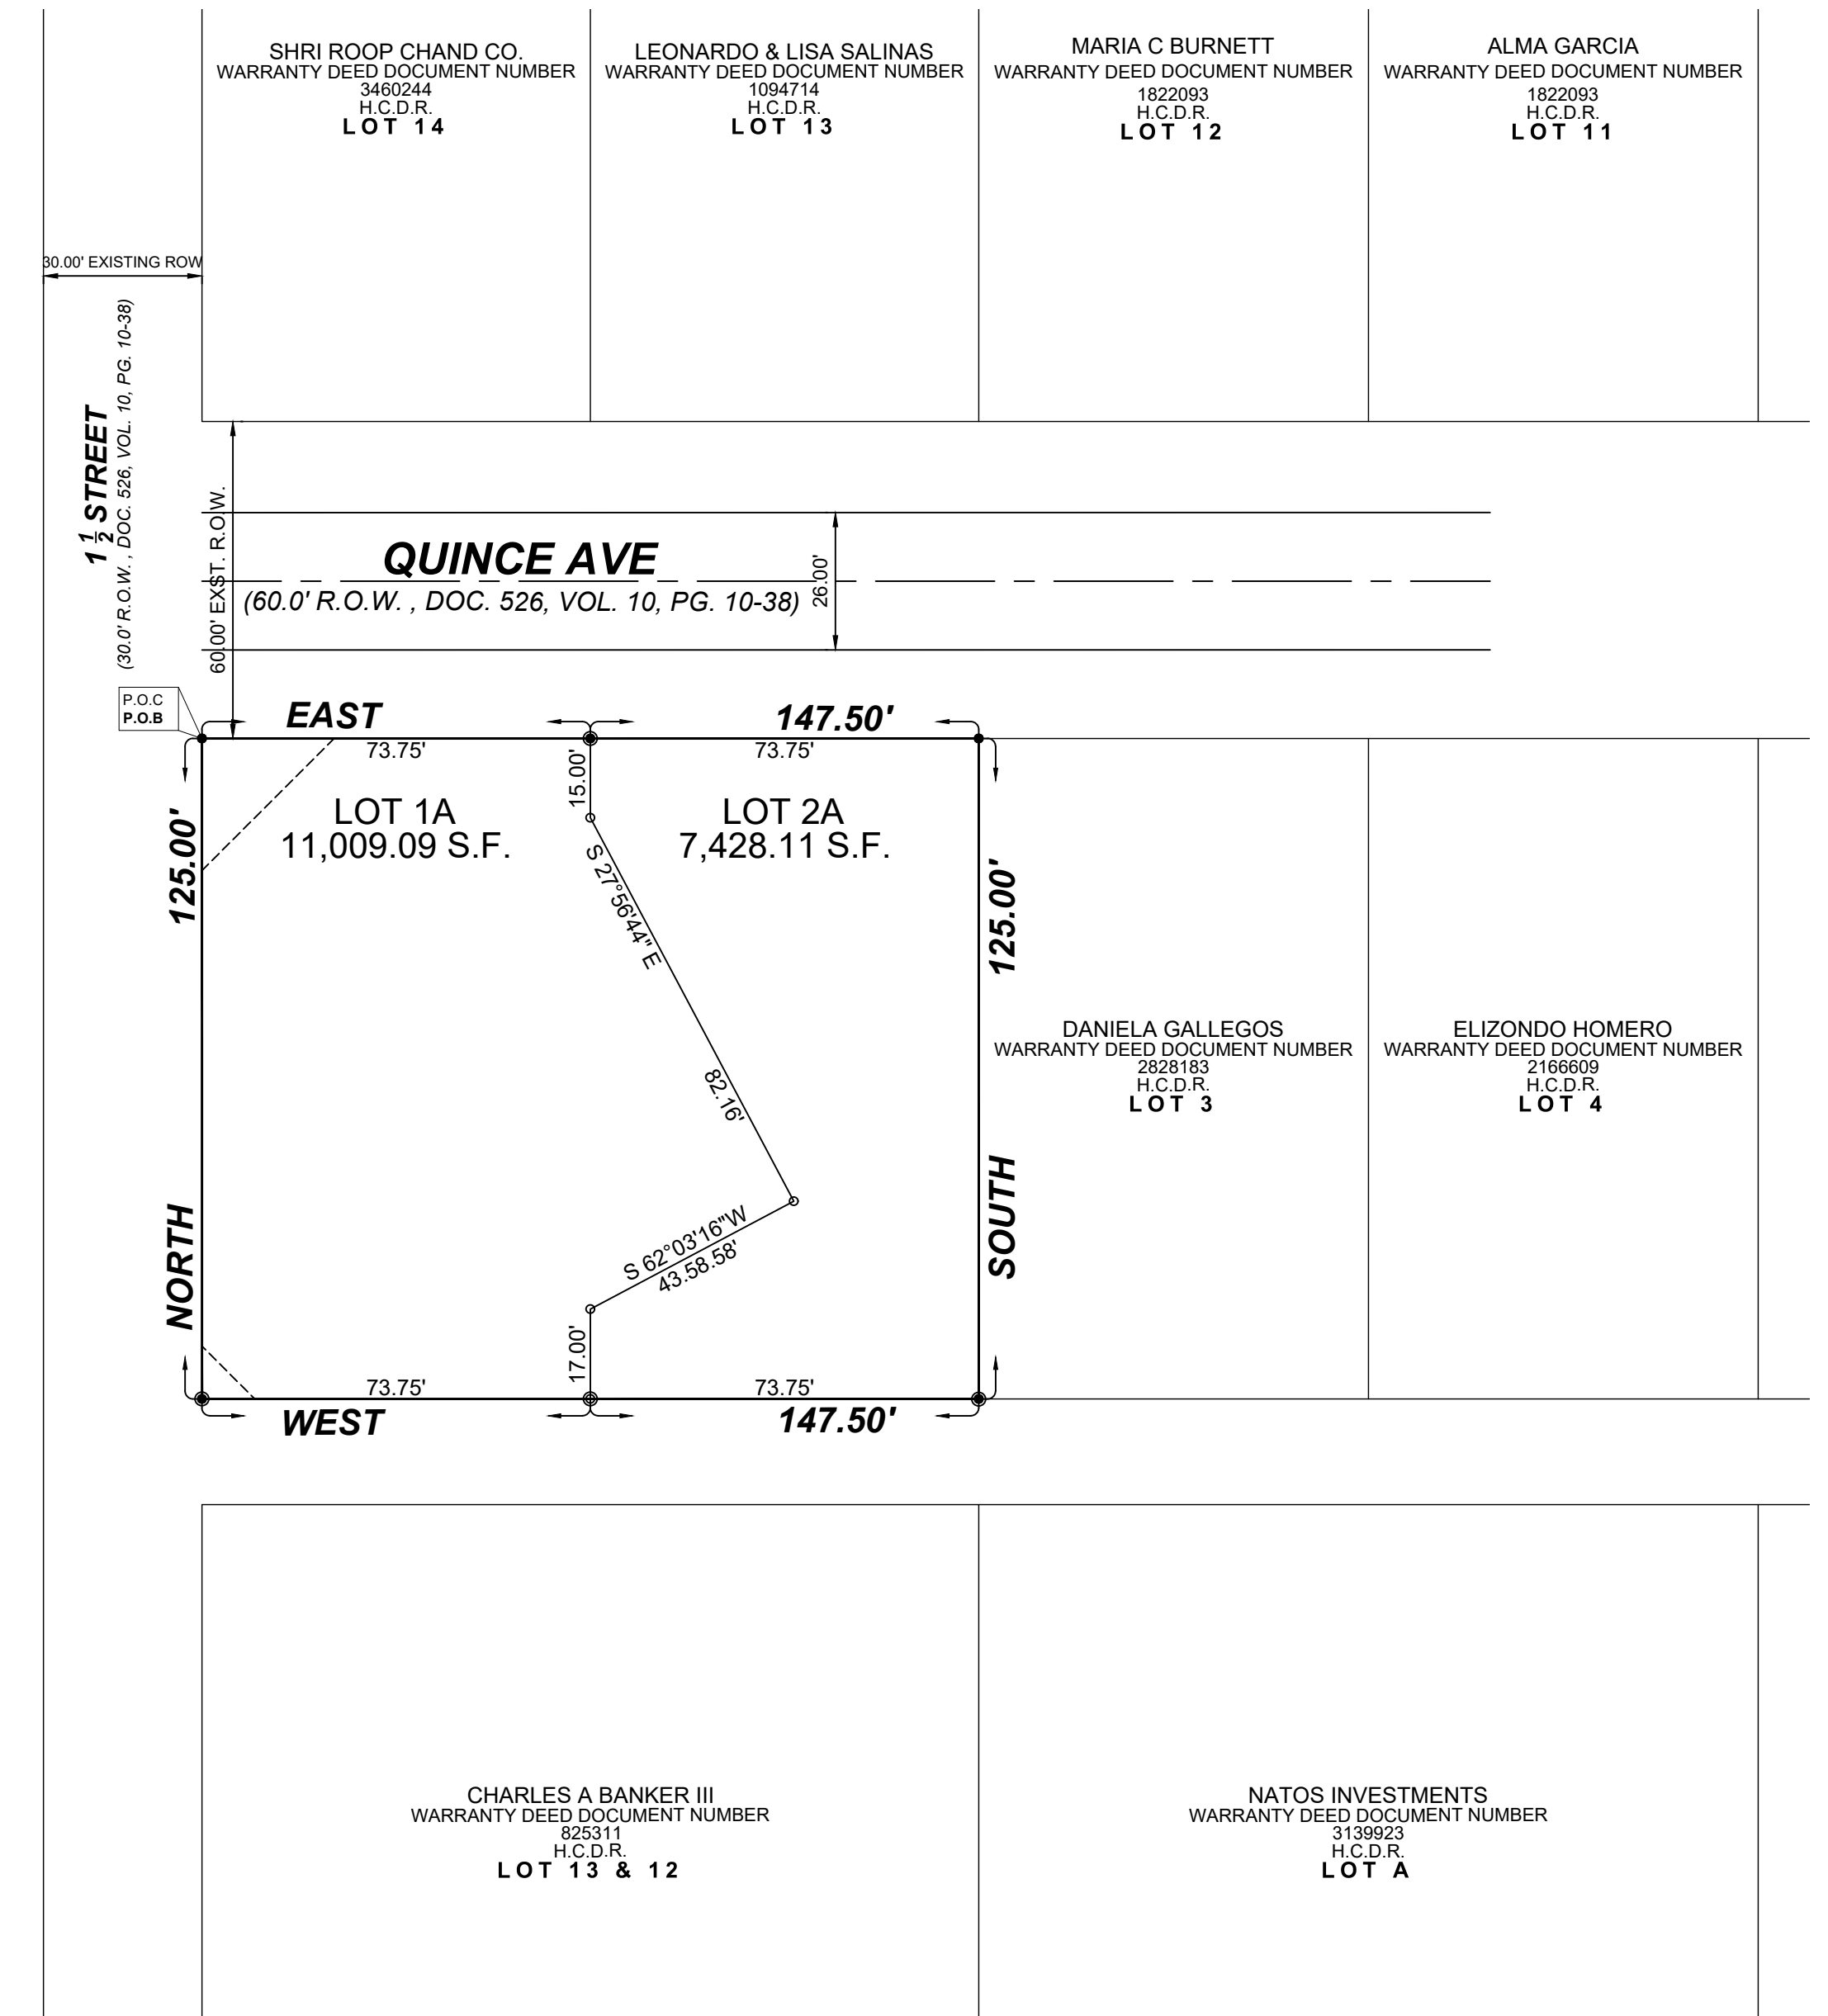 SHRI ROOP CHAND CO.
WARRANTY DEED DOCUMENT NUMBER
3460244
H.C.D.R.
LOT 14
LEONARDO & LISA SALINAS
WARRANTY DEED DOCUMENT NUMBER
1094714
H.C.D.R.
LOT 13
MARIA C BURNETT
WARRANTY DEED DOCUMENT NUMBER
1822093
H.C.D.R.
LOT 12
ALMA GARCIA
WARRANTY DEED DOCUMENT NUMBER
1822093
H.C.D.R.
LOT 11
30.00' EXISTING ROW
1 1/2 STREET
(30.0' R.O.W. , DOC. 526, VOL. 10, PG. 10-38)
60.00' EXST. R.O.W.
QUINCE AVE
(60.0' R.O.W. , DOC. 526, VOL. 10, PG. 10-38)
26.00'
P.O.C
P.O.B
EAST
147.50'
73.75'
73.75'
15.00'
LOT 1A
11,009.09 S.F.
LOT 2A
7,428.11 S.F.
125.00'
NORTH
S 27°56'44" E
82.16'
S 62°03'16"W
43.58.58'
17.00'
125.00'
SOUTH
DANIELA GALLEGOS
WARRANTY DEED DOCUMENT NUMBER
2828183
H.C.D.R.
LOT 3
ELIZONDO HOMERO
WARRANTY DEED DOCUMENT NUMBER
2166609
H.C.D.R.
LOT 4
73.75'
73.75'
WEST
147.50'
CHARLES A BANKER III
WARRANTY DEED DOCUMENT NUMBER
825311
H.C.D.R.
LOT 13 & 12
NATOS INVESTMENTS
WARRANTY DEED DOCUMENT NUMBER
3139923
H.C.D.R.
LOT A